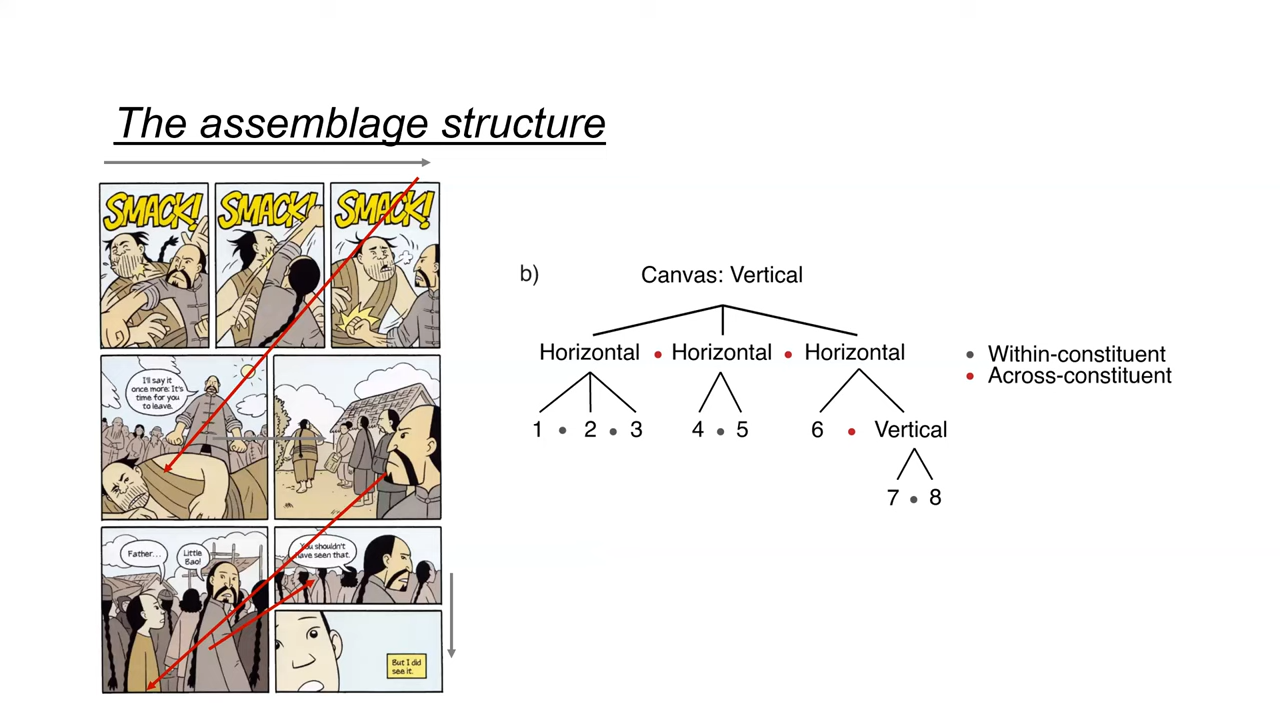 The assemblage structure
SMACK! SMACK! SMACK!
I'll say it
once more: It's
time for you
to leave.
Father...
Little
Bao!
You shouldn't
have seen that.
But I did
see it.
b)
Canvas: Vertical
Horizontal • Horizontal • Horizontal
1 • 2 • 3 4 • 5 6 • Vertical
7 • 8
• Within-constituent
• Across-constituent